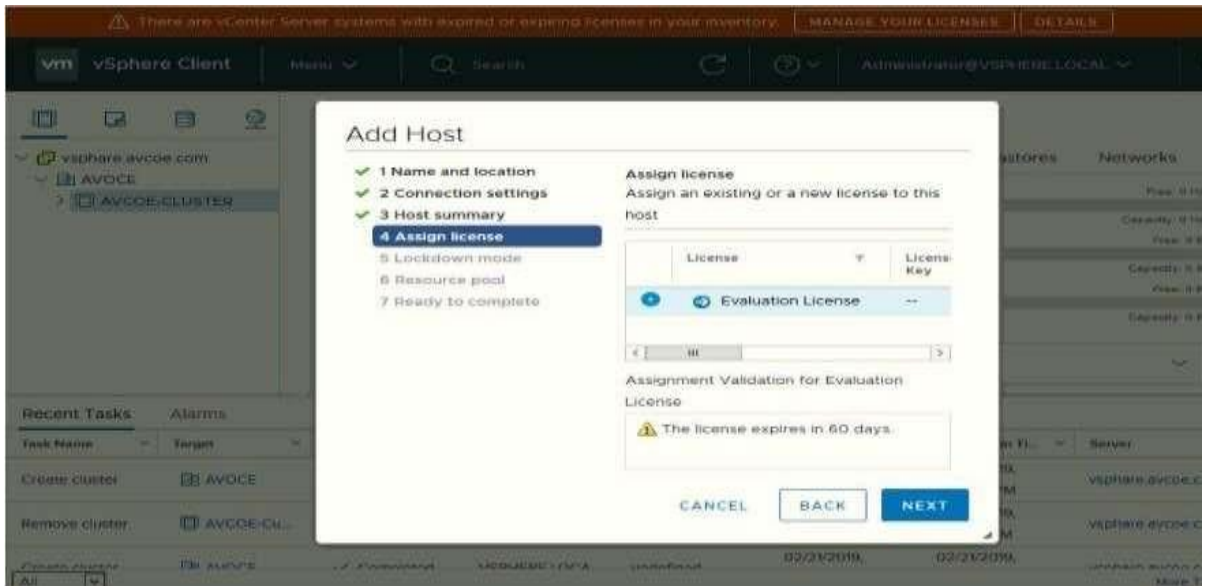 There are vCenter Server systems with expired or expiring licenses in your inventory. MANAGE YOUR LICENSES DETAILS
vm vSphere Client Menu Search Administrator@VSPHERE.LOCAL
vsphare.avcoe.com
AVOCE
AVCOE-CLUSTER
Networks
Add Host
1 Name and location
2 Connection settings
3 Host summary
4 Assign license
5 Lockdown mode
6 Resource pool
7 Ready to complete
Assign license
Assign an existing or a new license to this
host
License
Licens
Key
Evaluation License --
Assignment Validation for Evaluation
License
The license expires in 60 days.
CANCEL BACK NEXT
Recent Tasks Alarms
Task Name Target Server
Create cluster AVOCE
Remove cluster AVCOE-Cu...
02/21/2019, 02/21/2019,
All